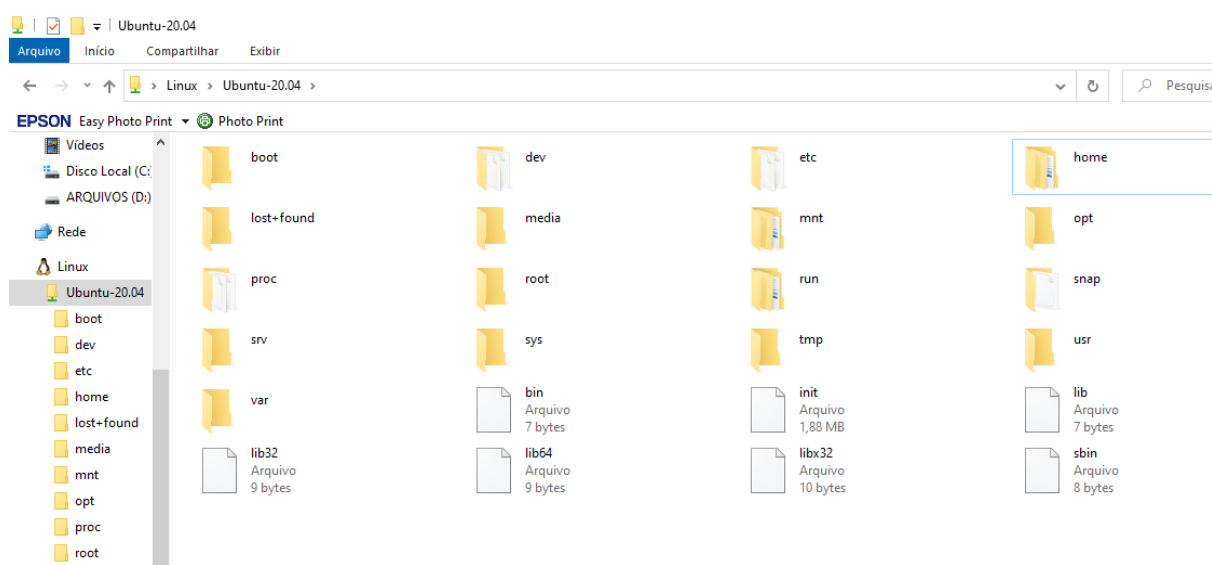 Ubuntu-20.04
Arquivo Início Compartilhar Exibir
Linux > Ubuntu-20.04 >
Pesquisa
EPSON Easy Photo Print Photo Print
Vídeos
Disco Local (C:)
ARQUIVOS (D:)
Rede
Linux
Ubuntu-20.04
boot
dev
etc
home
lost+found
media
mnt
opt
proc
root
boot
dev
etc
home
lost+found
media
mnt
opt
proc
root
run
snap
srv
sys
tmp
usr
var
bin
Arquivo
7 bytes
init
Arquivo
1,88 MB
lib
Arquivo
7 bytes
lib32
Arquivo
9 bytes
lib64
Arquivo
9 bytes
libx32
Arquivo
10 bytes
sbin
Arquivo
8 bytes